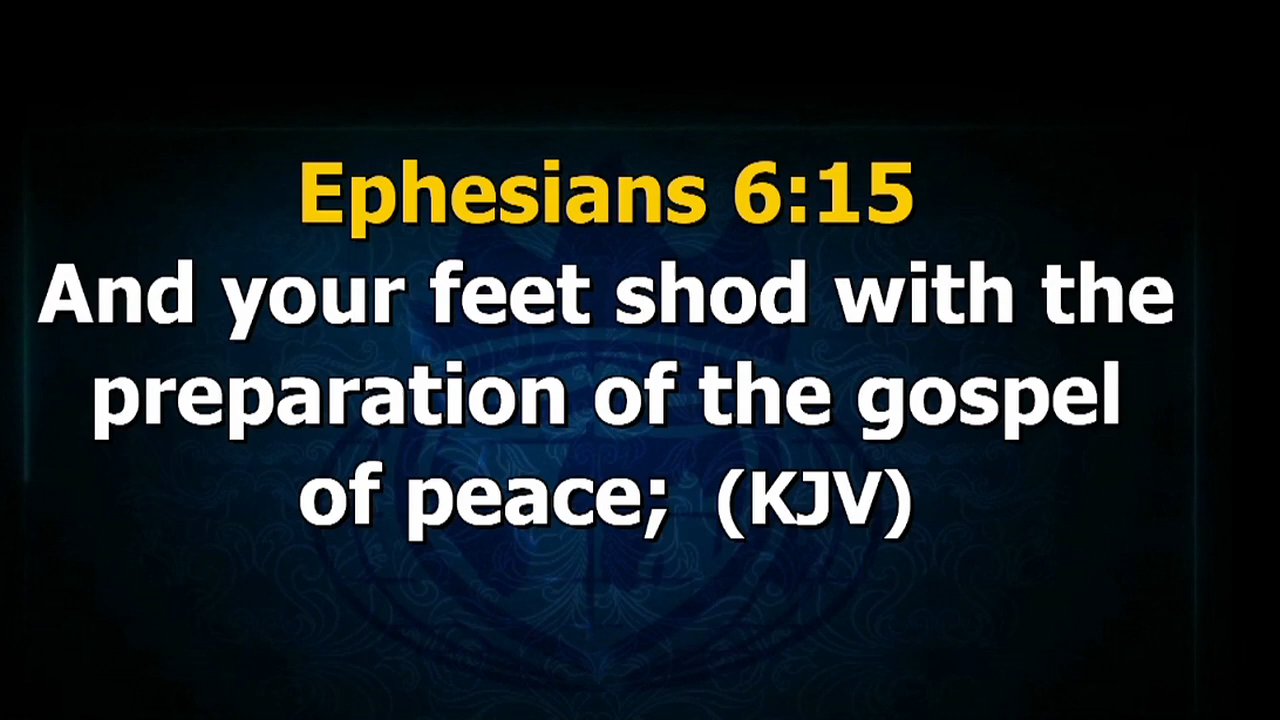 Ephesians 6:15
And your feet shod with the
preparation of the gospel
of peace;  (KJV)